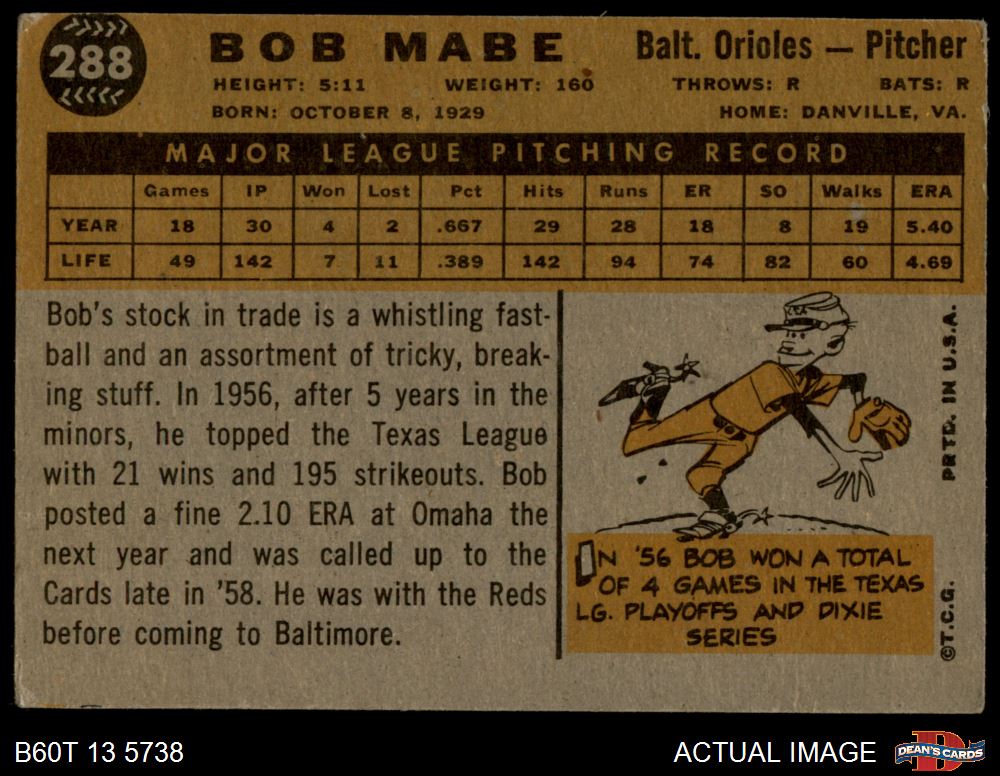 288
BOB MABE
Balt. Orioles — Pitcher
HEIGHT: 5:11 WEIGHT: 160 THROWS: R BATS: R
BORN: OCTOBER 8, 1929 HOME: DANVILLE, VA.
MAJOR LEAGUE PITCHING RECORD
Games IP Won Lost Pct Hits Runs ER SO Walks ERA
YEAR 18 30 4 2 .667 29 28 18 8 19 5.40
LIFE 49 142 7 11 .389 142 94 74 82 60 4.69
Bob's stock in trade is a whistling fast-
ball and an assortment of tricky, break-
ing stuff. In 1956, after 5 years in the
minors, he topped the Texas League
with 21 wins and 195 strikeouts. Bob
posted a fine 2.10 ERA at Omaha the
next year and was called up to the
Cards late in '58. He was with the Reds
before coming to Baltimore.
IN '56 BOB WON A TOTAL
OF 4 GAMES IN THE TEXAS
LG. PLAYOFFS AND DIXIE
SERIES
©T.C.G. PRTD. IN U.S.A.
B60T 13 5738
ACTUAL IMAGE
DEAN'S CARDS